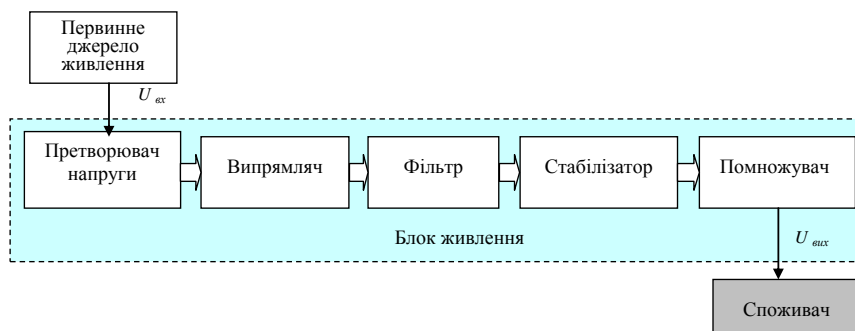 Первинне
джерело
живлення
U вх
Претворювач
напруги
Випрямляч
Фільтр
Стабілізатор
Помножувач
Блок живлення
U вих
Споживач